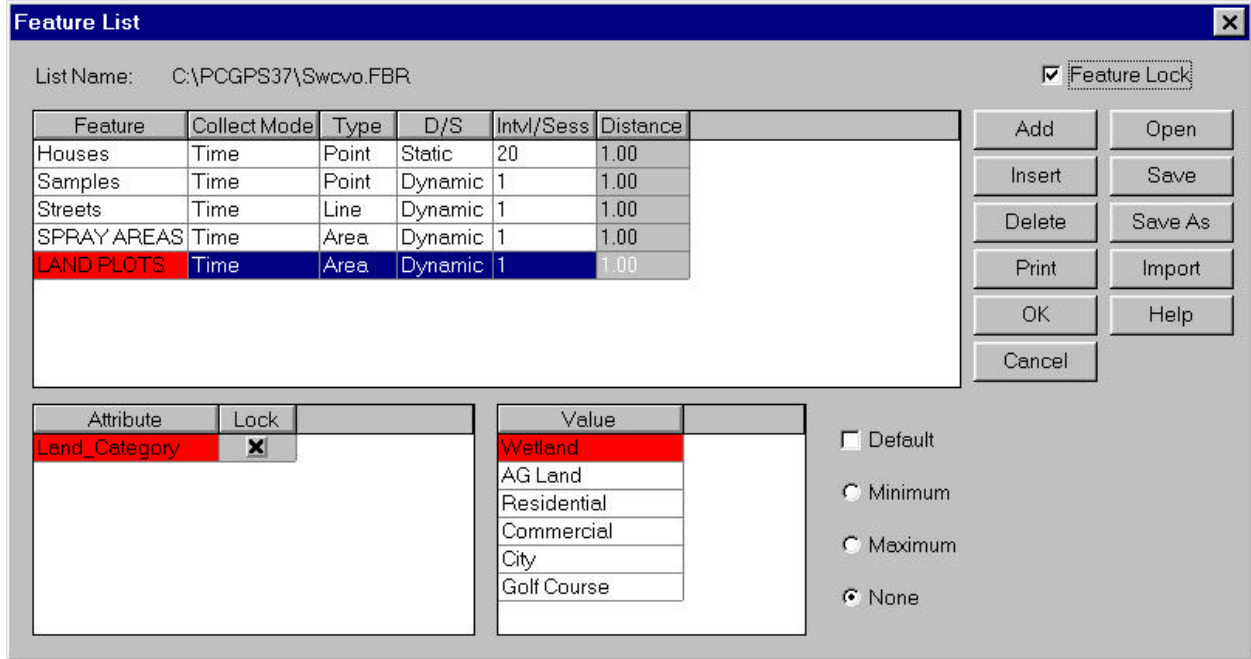 Feature List
List Name: C:\PCGPS37\Swcvo.FBR Feature Lock
Feature Collect Mode Type D/S Intvl/Sess Distance
Houses Time Point Static 20 1.00
Samples Time Point Dynamic 1 1.00
Streets Time Line Dynamic 1 1.00
SPRAY AREAS Time Area Dynamic 1 1.00
LAND PLOTS Time Area Dynamic 1 1.00
Add Open
Insert Save
Delete Save As
Print Import
OK Help
Cancel
Attribute Lock
Land_Category
Value
Wetland
AG Land
Residential
Commercial
City
Golf Course
Default
Minimum
Maximum
None